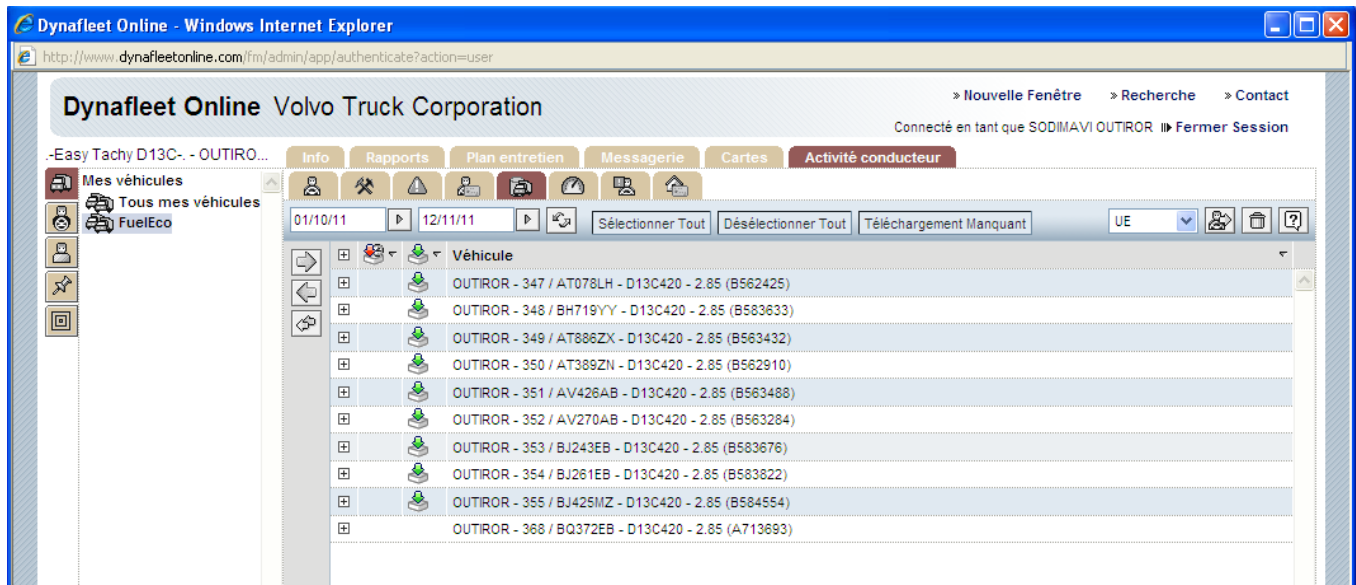 Dynafleet Online - Windows Internet Explorer
http://www.dynafleetonline.com/fm/admin/app/authenticate?action=user
Dynafleet Online Volvo Truck Corporation
» Nouvelle Fenêtre » Recherche » Contact
Connecté en tant que SODIMAVI OUTIROR Fermer Session
.-Easy Tachy D13C-. - OUTIRO...
Info Rapports Plan entretien Messagerie Cartes Activité conducteur
Mes véhicules
Tous mes véhicules
FuelEco
01/10/11 12/11/11 Sélectionner Tout Désélectionner Tout Téléchargement Manquant UE
Véhicule
OUTIROR - 347 / AT078LH - D13C420 - 2.85 (B562425)
OUTIROR - 348 / BH719YY - D13C420 - 2.85 (B583633)
OUTIROR - 349 / AT886ZX - D13C420 - 2.85 (B563432)
OUTIROR - 350 / AT389ZN - D13C420 - 2.85 (B562910)
OUTIROR - 351 / AV426AB - D13C420 - 2.85 (B563488)
OUTIROR - 352 / AV270AB - D13C420 - 2.85 (B563284)
OUTIROR - 353 / BJ243EB - D13C420 - 2.85 (B583676)
OUTIROR - 354 / BJ261EB - D13C420 - 2.85 (B583822)
OUTIROR - 355 / BJ425MZ - D13C420 - 2.85 (B584554)
OUTIROR - 368 / BQ372EB - D13C420 - 2.85 (A713693)